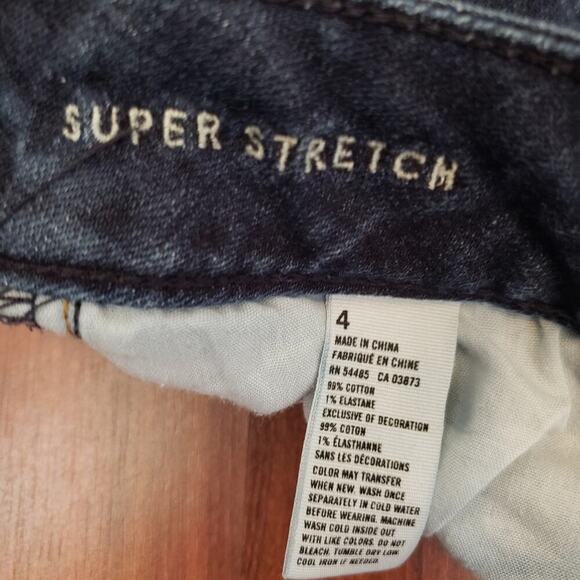 SUPER STRETCH
4
MADE IN CHINA
FABRIQUÉ EN CHINE
RN 54485 CA 03873
99% COTTON
1% ELASTANE
EXCLUSIVE OF DECORATION
99% COTON
1% ÉLASTHANNE
SANS LES DÉCORATIONS
COLOR MAY TRANSFER
WHEN NEW. WASH ONCE
SEPARATELY IN COLD WATER
BEFORE WEARING. MACHINE
WASH COLD INSIDE OUT
WITH LIKE COLORS. DO NOT
BLEACH. TUMBLE DRY LOW.
COOL IRON IF NEEDED.